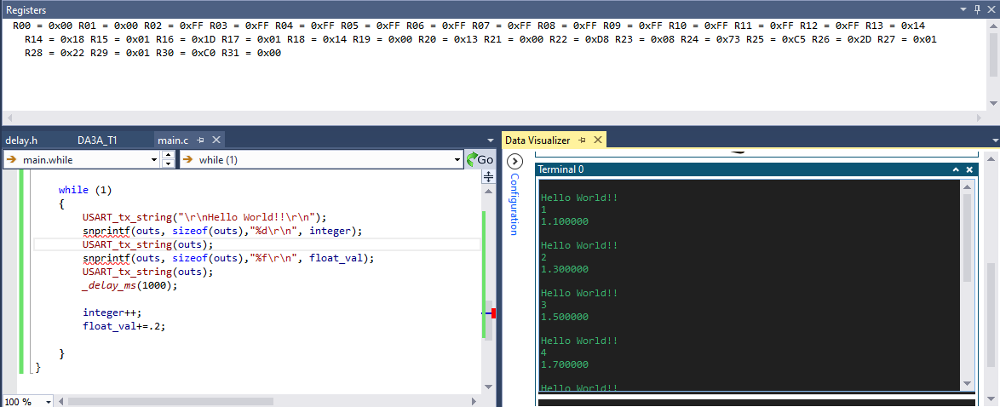 Registers
R00 = 0x00 R01 = 0x00 R02 = 0xFF R03 = 0xFF R04 = 0xFF R05 = 0xFF R06 = 0xFF R07 = 0xFF R08 = 0xFF R09 = 0xFF R10 = 0xFF R11 = 0xFF R12 = 0xFF R13 = 0x14
R14 = 0x18 R15 = 0x01 R16 = 0x1D R17 = 0x01 R18 = 0x14 R19 = 0x00 R20 = 0x13 R21 = 0x00 R22 = 0xD8 R23 = 0x08 R24 = 0x73 R25 = 0xC5 R26 = 0x2D R27 = 0x01
R28 = 0x22 R29 = 0x01 R30 = 0xC0 R31 = 0x00
delay.h DA3A_T1 main.c
main.while while (1) Go
while (1)
{
USART_tx_string("\r\nHello World!!\r\n");
snprintf(outs, sizeof(outs),"%d\r\n", integer);
USART_tx_string(outs);
snprintf(outs, sizeof(outs),"%f\r\n", float_val);
USART_tx_string(outs);
_delay_ms(1000);
integer++;
float_val+=.2;
}
}
100 %
Data Visualizer
Configuration
Terminal 0
Hello World!!
1
1.100000
Hello World!!
2
1.300000
Hello World!!
3
1.500000
Hello World!!
4
1.700000
Hello World!!